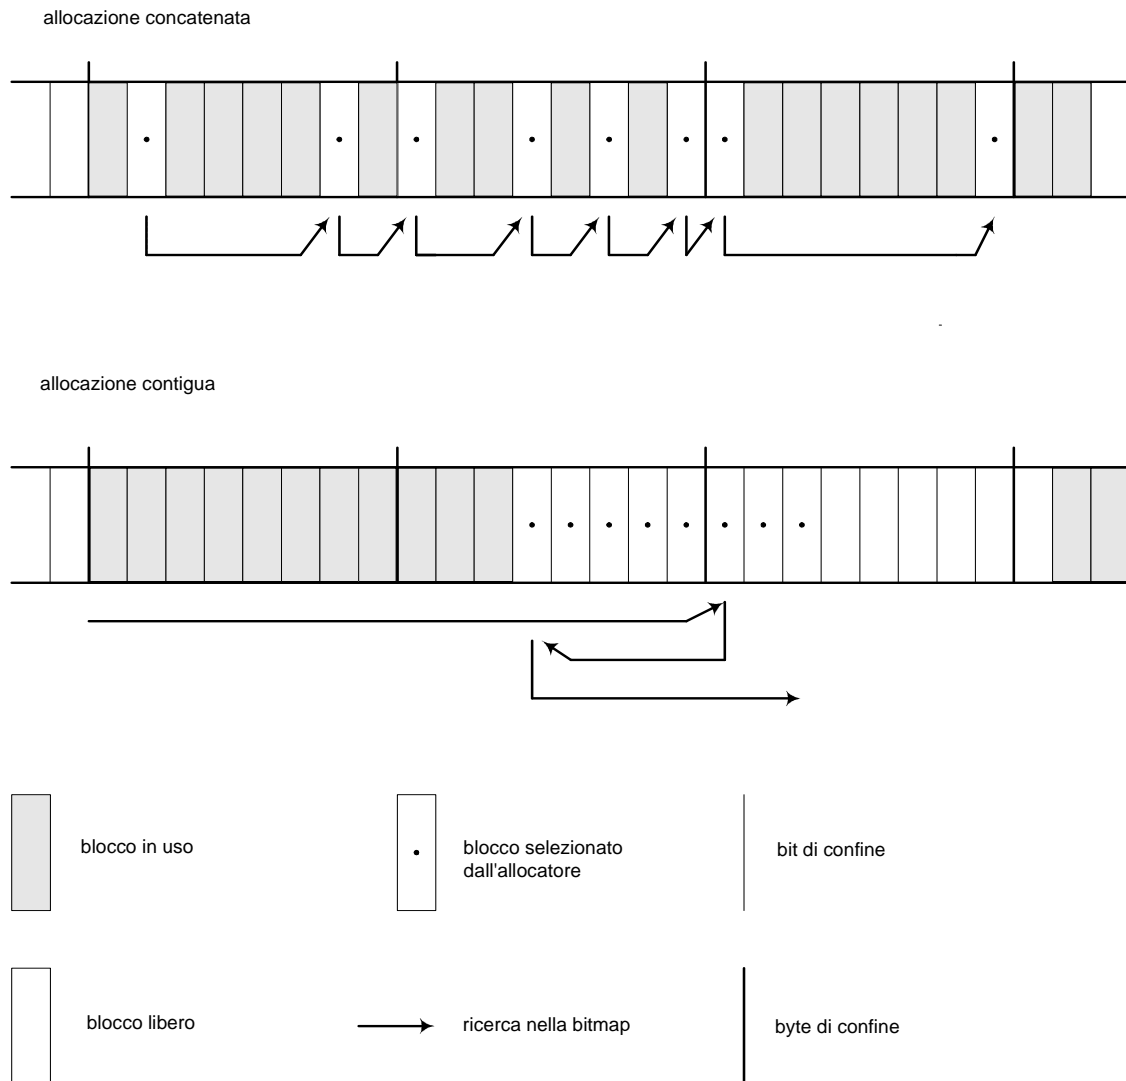 allocazione concatenata
allocazione contigua
blocco in uso
blocco selezionato
dall'allocatore
bit di confine
blocco libero
ricerca nella bitmap
byte di confine